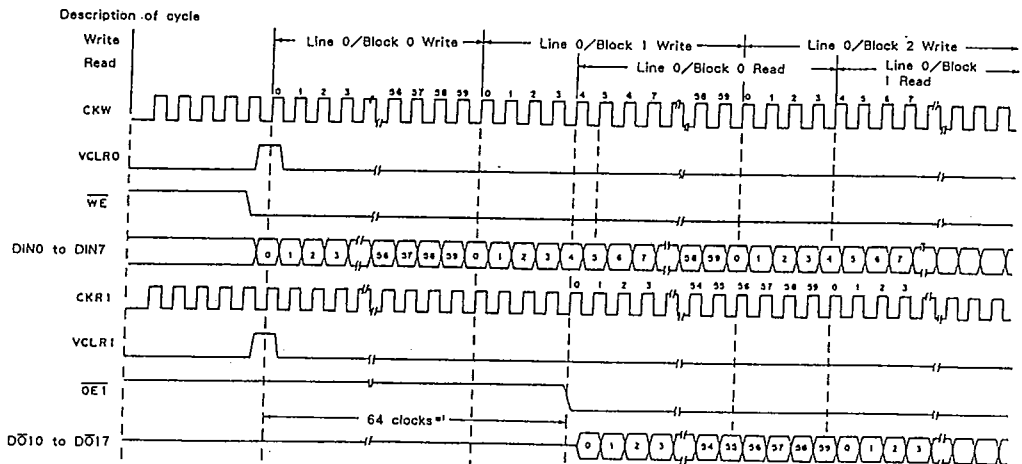 Description of cycle
Write
Line 0/Block 0 Write
Line 0/Block 1 Write
Line 0/Block 2 Write
Read
Line 0/Block 0 Read
Line 0/Block
1 Read
0 1 2 3 56 57 58 59 0 1 2 3 4 5 6 7 58 59 0 1 2 3 4 5 6 7
CKW
VCLR0
WE
DIN0 to DIN7
0 1 2 3 56 57 58 59 0 1 2 3 4 5 6 7 58 59 0 1 2 3 4 5 6 7
0 1 2 3 54 55 56 57 58 59 0 1 2 3
CKR1
VCLR1
OE1
64 clocks*1
DO10 to DO17
0 1 2 3 54 55 56 57 58 59 0 1 2 3